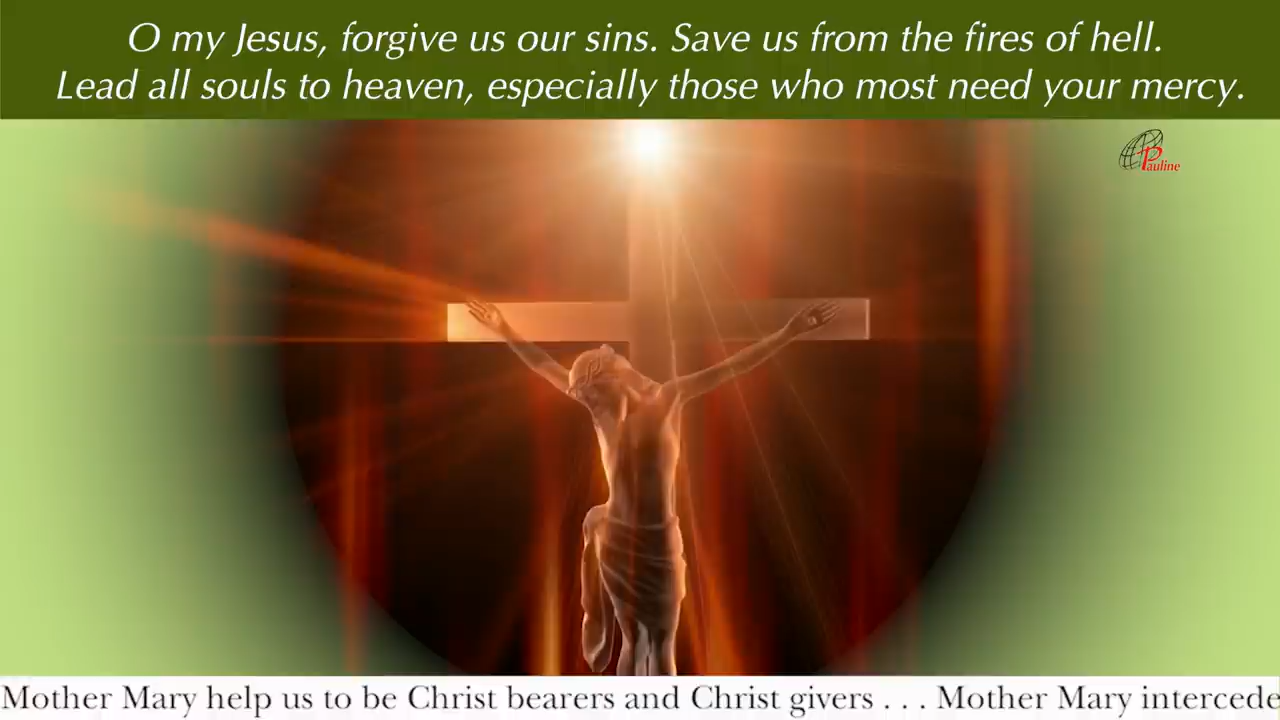 O my Jesus, forgive us our sins. Save us from the fires of hell.
Lead all souls to heaven, especially those who most need your mercy.
Pauline
Mother Mary help us to be Christ bearers and Christ givers . . . Mother Mary intercede